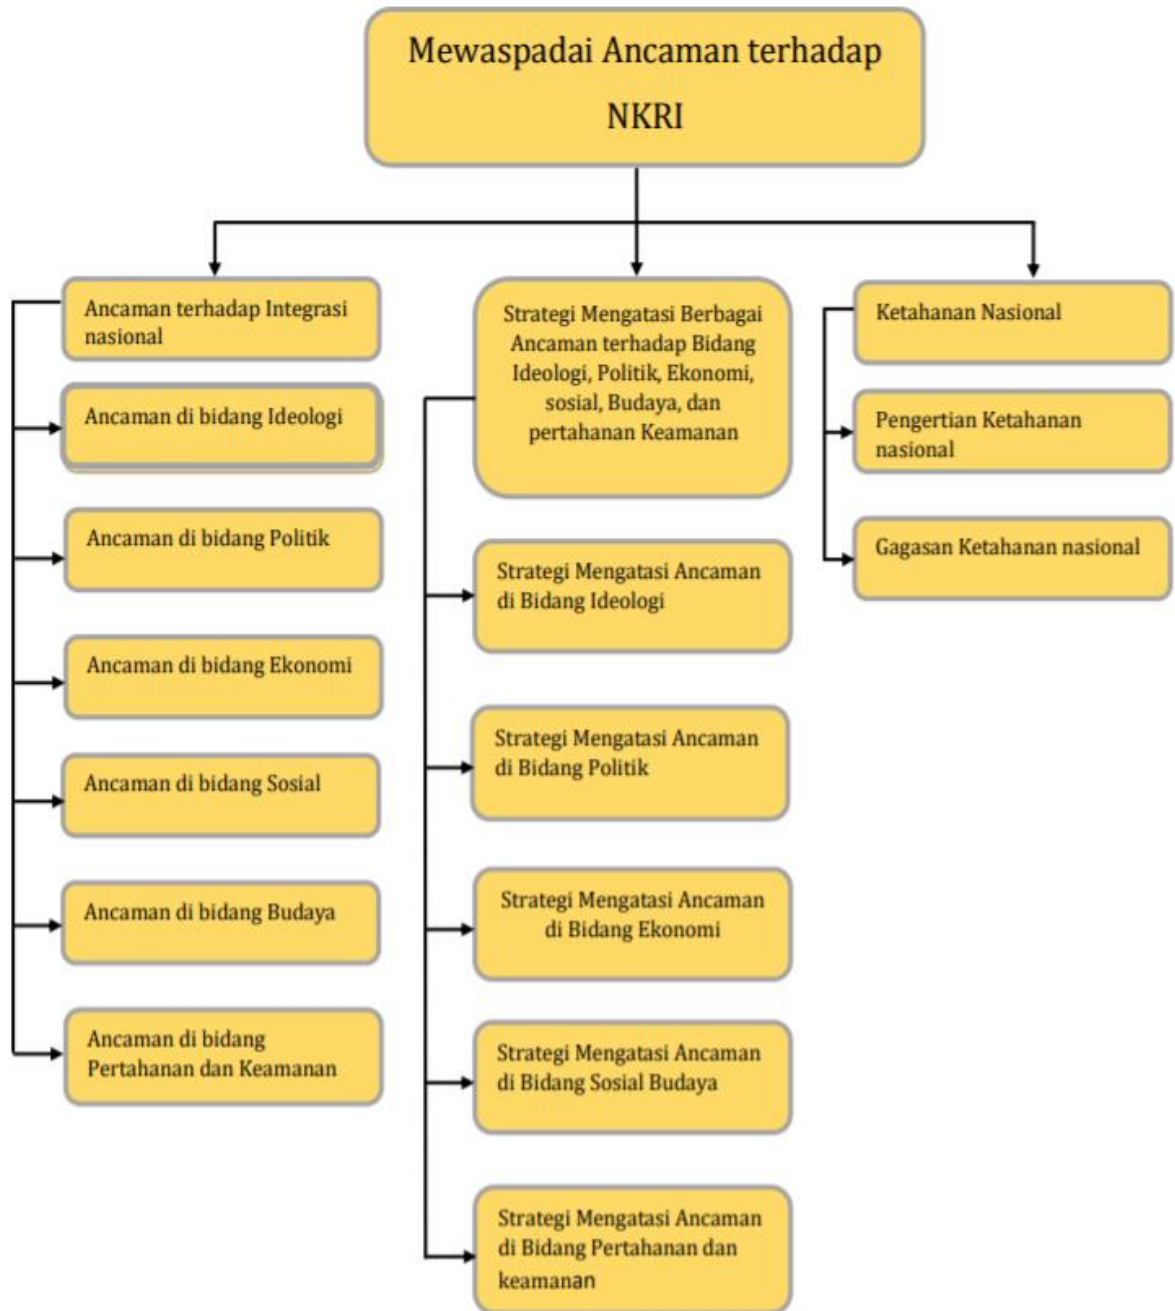 Mewaspadai Ancaman terhadap
NKRI
Ancaman terhadap Integrasi
nasional
Ancaman di bidang Ideologi
Ancaman di bidang Politik
Ancaman di bidang Ekonomi
Ancaman di bidang Sosial
Ancaman di bidang Budaya
Ancaman di bidang
Pertahanan dan Keamanan
Strategi Mengatasi Berbagai
Ancaman terhadap Bidang
Ideologi, Politik, Ekonomi,
sosial, Budaya, dan
pertahanan Keamanan
Strategi Mengatasi Ancaman
di Bidang Ideologi
Strategi Mengatasi Ancaman
di Bidang Politik
Strategi Mengatasi Ancaman
di Bidang Ekonomi
Strategi Mengatasi Ancaman
di Bidang Sosial Budaya
Strategi Mengatasi Ancaman
di Bidang Pertahanan dan
keamanan
Ketahanan Nasional
Pengertian Ketahanan
nasional
Gagasan Ketahanan nasional